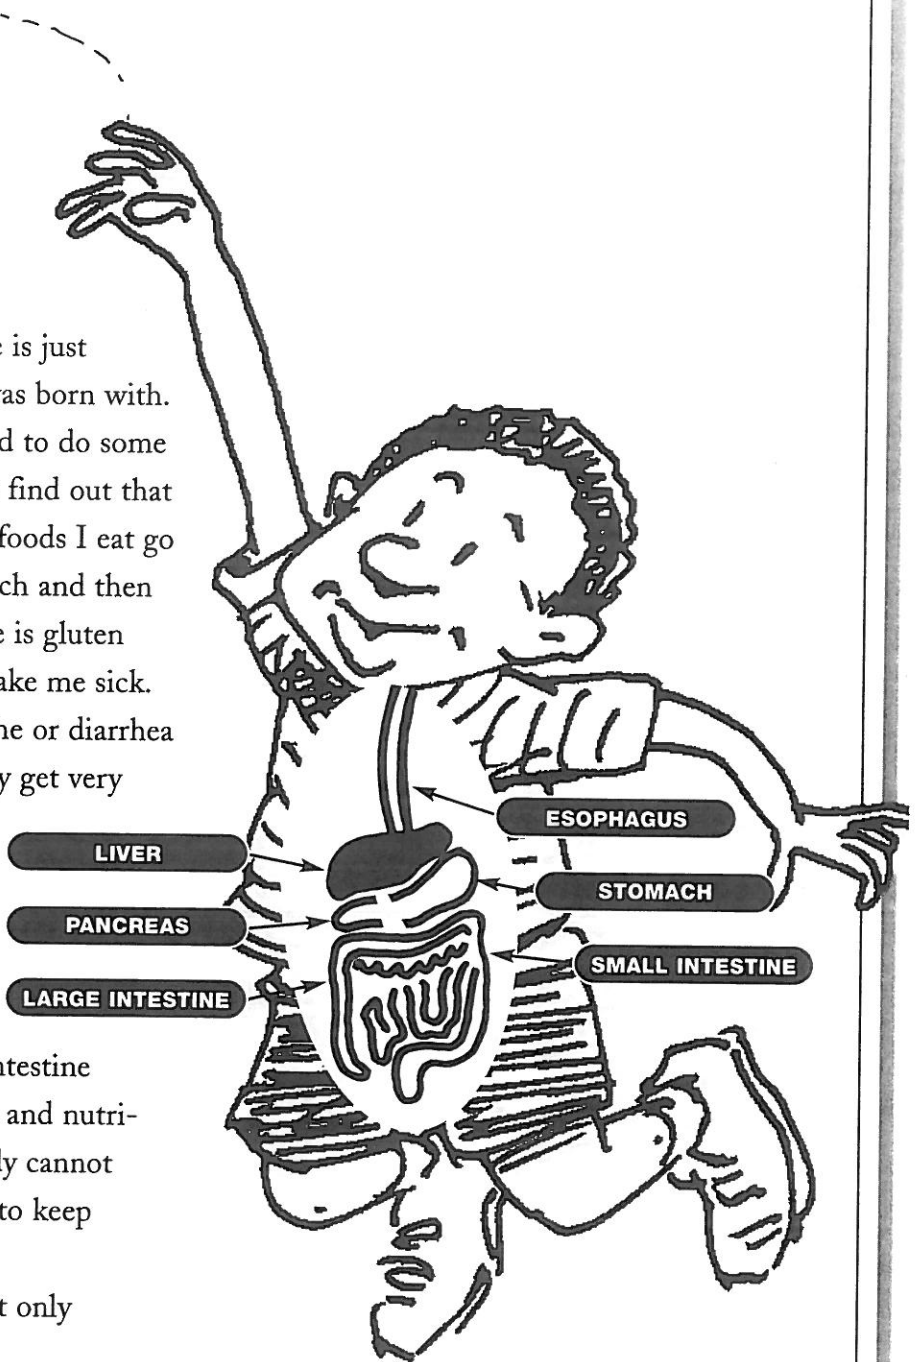 is just
as born with.
d to do some
find out that
foods I eat go
ch and then
e is gluten
ake me sick.
ne or diarrhea
y get very
ESOPHAGUS
LIVER
STOMACH
PANCREAS
SMALL INTESTINE
LARGE INTESTINE
ntestine
and nutri-
ly cannot
to keep
t only